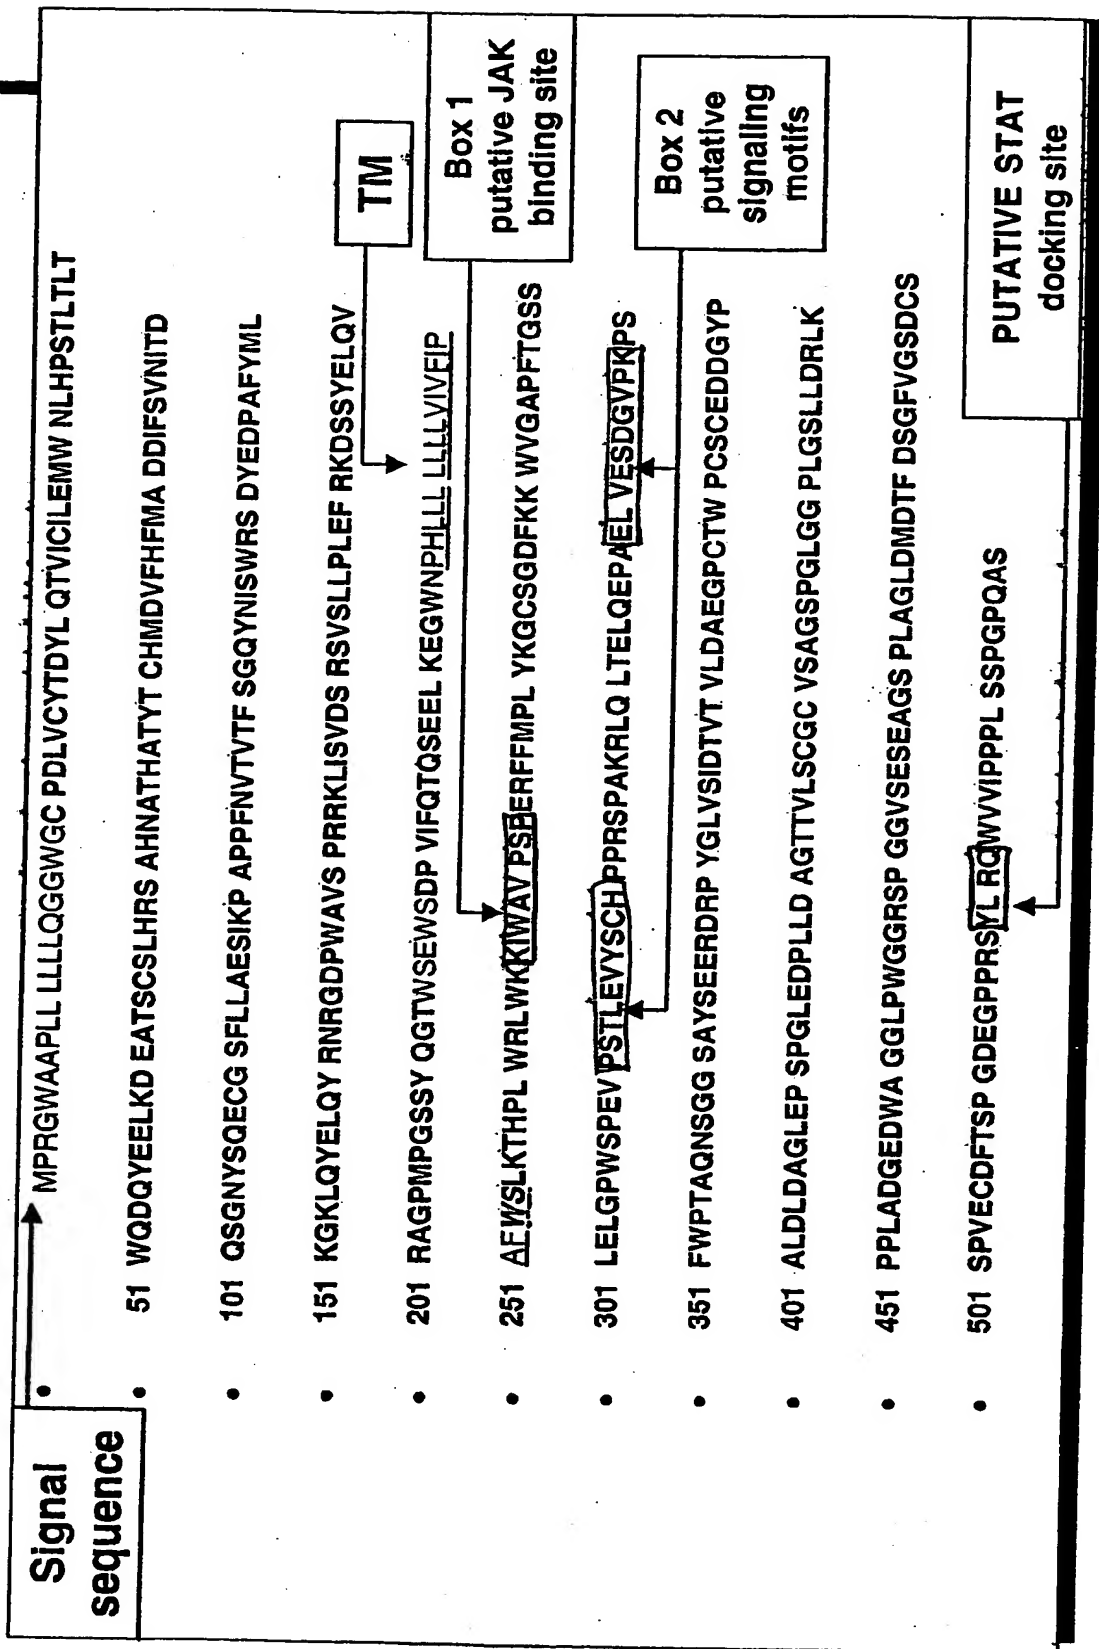 Signal
sequence
• MPRGWAAPLL LLLLQGGWGC PDLVCYTDYL QTVICILEMW NLHPSTLTLT
• 51 WQDQYEELKD EATSCSLHRS AHNATHATYT CHMDVFHFMA DDIFSVNITD
• 101 QSGNYSQECG SFLLAESIKP APPFNVTVTF SGQYNISWRS DYEDPAFYML
• 151 KGKLQYELQY RNRGDPWAVS PRRKLISVDS RSVSLLPLEF RKDSSYELQV
TM
• 201 RAGPMPGSSY QGTWSEWSDP VIFQTQSEEL KEGWNPHLLL LLLLVIVFIP
Box 1
putative JAK
binding site
• 251 AFWSLKTHPL WRLWKKIWAV PSPERFFMPL YKGCSGDFKK WVGAPFTGSS
• 301 LELGPWSPEV PSTLEVYSCH PPRSPAKRLQ LTELQEPAEL VESDGVPKPS
Box 2
putative
signaling
motifs
• 351 FWPTAQNSGG SAYSEERDRP YGLVSIDTVT VLDAEGPCTW PCSCEDDGYP
• 401 ALDLDAGLEP SPGLEDPLLD AGTTVLSCGC VSAGSPGLGG PLGSLLDRLK
• 451 PPLADGEDWA GGLPWGGRSP GGVSESEAGS PLAGLDMDTF DSGFVGSDCS
• 501 SPVECDFTSP GDEGPPRSYL RQWVVIPPPL SSPGPQAS
PUTATIVE STAT
docking site